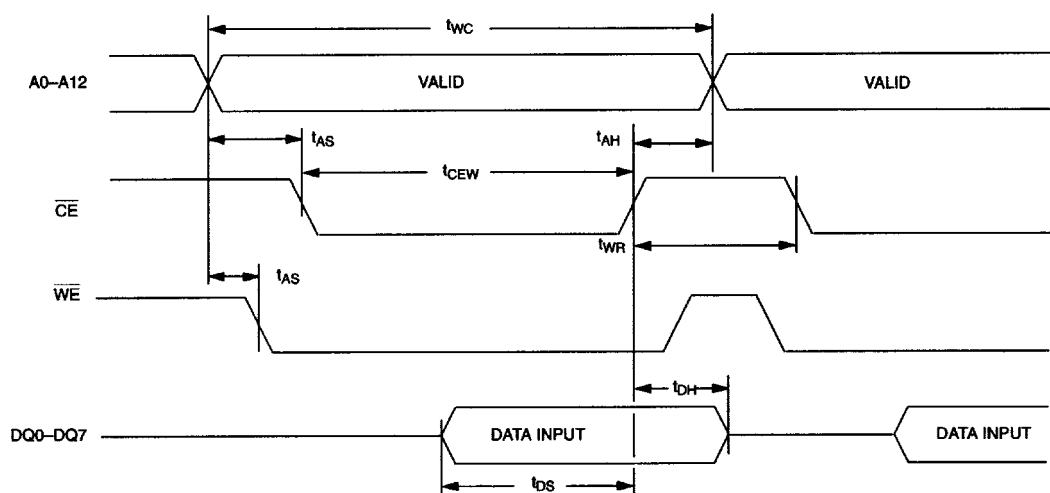 tWC
A0–A12
VALID
VALID
tAS
tAH
tCEW
CE
tWR
tAS
WE
tDH
DQ0–DQ7
DATA INPUT
DATA INPUT
tDS